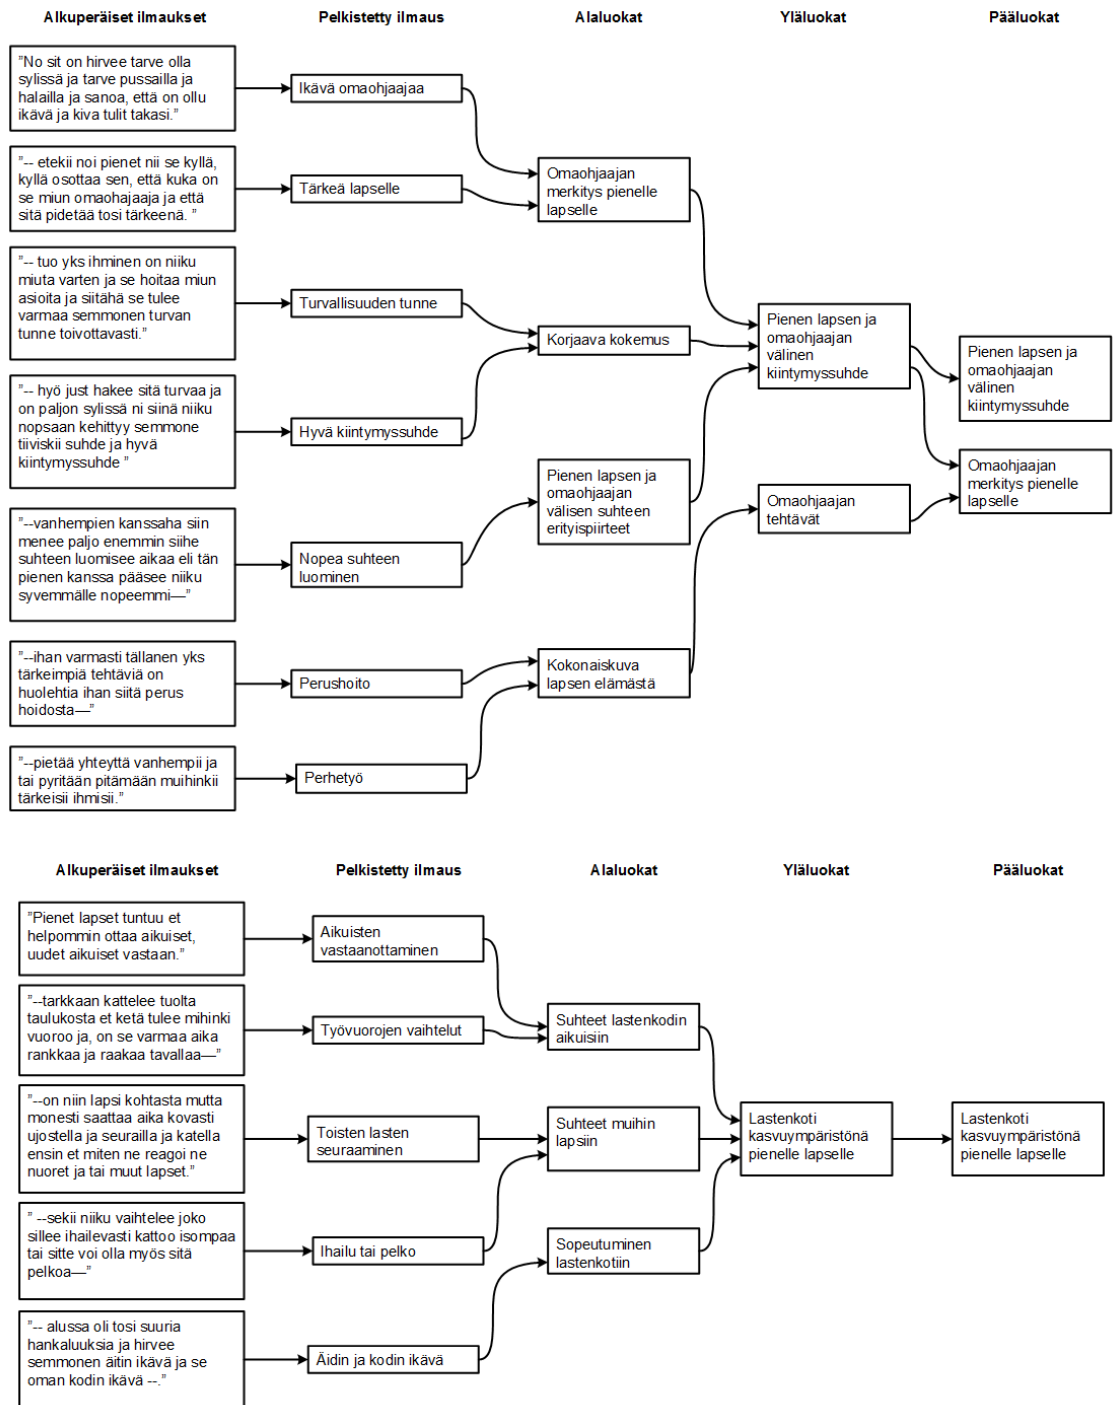 Alkuperäiset ilmaukset
Pelkistetty ilmaus
Alaluokat
Yläluokat
Pääluokat
”No sit on hirvee tarve olla
sylissä ja tarve pussailla ja
halailla ja sanoa, että on ollu
ikävä ja kiva tulit takasi.”
Ikävä omaohjaajaa
”-- etekii noi pienet nii se kyllä,
kyllä osottaa sen, että kuka on
se miun omaohajaaja ja että
sitä pidetää tosi tärkeenä. ”
Tärkeä lapselle
Omaohjaajan
merkitys pienelle
lapselle
”-- tuo yks ihminen on niiku
miuta varten ja se hoitaa miun
asioita ja siitähä se tulee
varmaa semmonen turvan
tunne toivottavasti.”
Turvallisuuden tunne
Korjaava kokemus
Pienen lapsen ja
omaohjaajan
välinen
kiintymyssuhde
Pienen lapsen ja
omaohjaajan
välinen
kiintymyssuhde
”-- hyö just hakee sitä turvaa ja
on paljon sylissä ni siinä niiku
nopsaan kehittyy semmone
tiiviskii suhde ja hyvä
kiintymyssuhde ”
Hyvä kiintymyssuhde
Pienen lapsen ja
omaohjaajan
välisen suhteen
erityispiirteet
Omaohjaajan
tehtävät
Omaohjaajan
merkitys pienelle
lapselle
”--vanhempien kanssaha siin
menee paljo enemmin siihe
suhteen luomisee aikaa eli tän
pienen kanssa pääsee niiku
syvemmälle nopeemmi—”
Nopea suhteen
luominen
”--ihan varmasti tällanen yks
tärkeimpiä tehtäviä on
huolehtia ihan siitä perus
hoidosta—”
Perushoito
Kokonaiskuva
lapsen elämästä
”--pietää yhteyttä vanhempii ja
tai pyritään pitämään muihinkii
tärkeisii ihmisii.”
Perhetyö
Alkuperäiset ilmaukset
Pelkistetty ilmaus
Alaluokat
Yläluokat
Pääluokat
”Pienet lapset tuntuu et
helpommin ottaa aikuiset,
uudet aikuiset vastaan.”
Aikuisten
vastaanottaminen
”--tarkkaan kattelee tuolta
taulukosta et ketä tulee mihinki
vuoroo ja, on se varmaa aika
rankkaa ja raakaa tavallaa—”
Työvuorojen vaihtelut
Suhteet lastenkodin
aikuisiin
”--on niin lapsi kohtasta mutta
monesti saattaa aika kovasti
ujostella ja seurailla ja katella
ensin et miten ne reagoi ne
nuoret ja tai muut lapset.”
Toisten lasten
seuraaminen
Suhteet muihin
lapsiin
Lastenkoti
kasvuympäristönä
pienelle lapselle
Lastenkoti
kasvuympäristönä
pienelle lapselle
” --sekii niiku vaihtelee joko
sillee ihailevasti kattoo isompaa
tai sitte voi olla myös sitä
pelkoa—”
Ihailu tai pelko
Sopeutuminen
lastenkotiin
”-- alussa oli tosi suuria
hankaluuksia ja hirvee
semmonen äitin ikävä ja se
oman kodin ikävä --.”
Äidin ja kodin ikävä